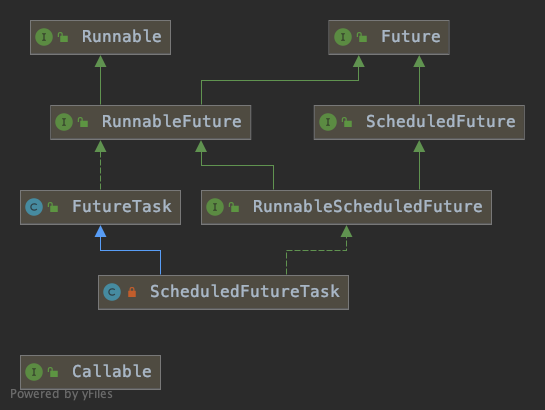 I Runnable
I Future
I RunnableFuture
I ScheduledFuture
C FutureTask
I RunnableScheduledFuture
C ScheduledFutureTask
I Callable
Powered by yFiles